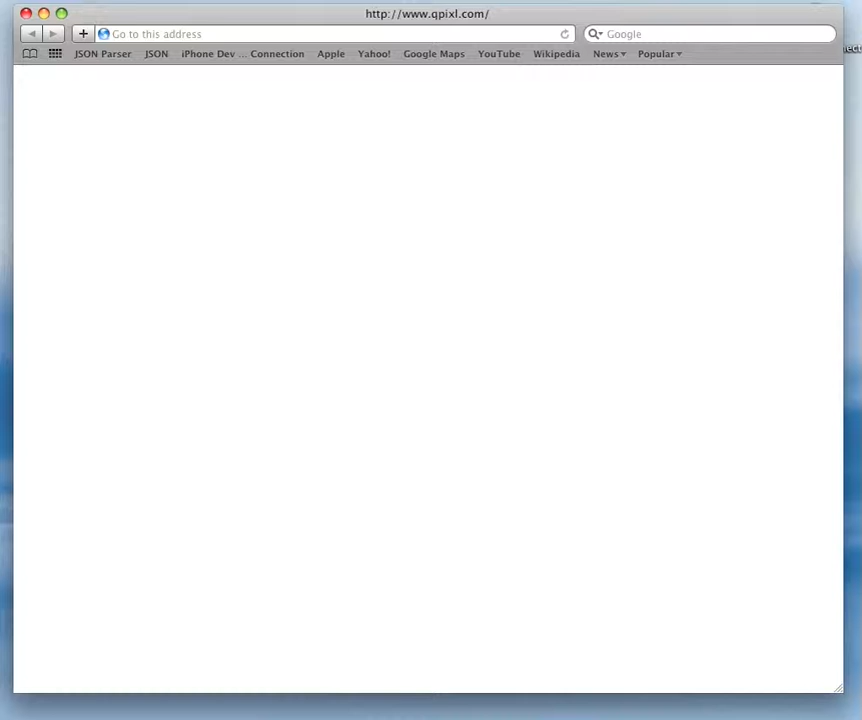 http://www.qpixl.com/
Go to this address
Google
JSON Parser JSON iPhone Dev ... Connection Apple Yahoo! Google Maps YouTube Wikipedia News Popular